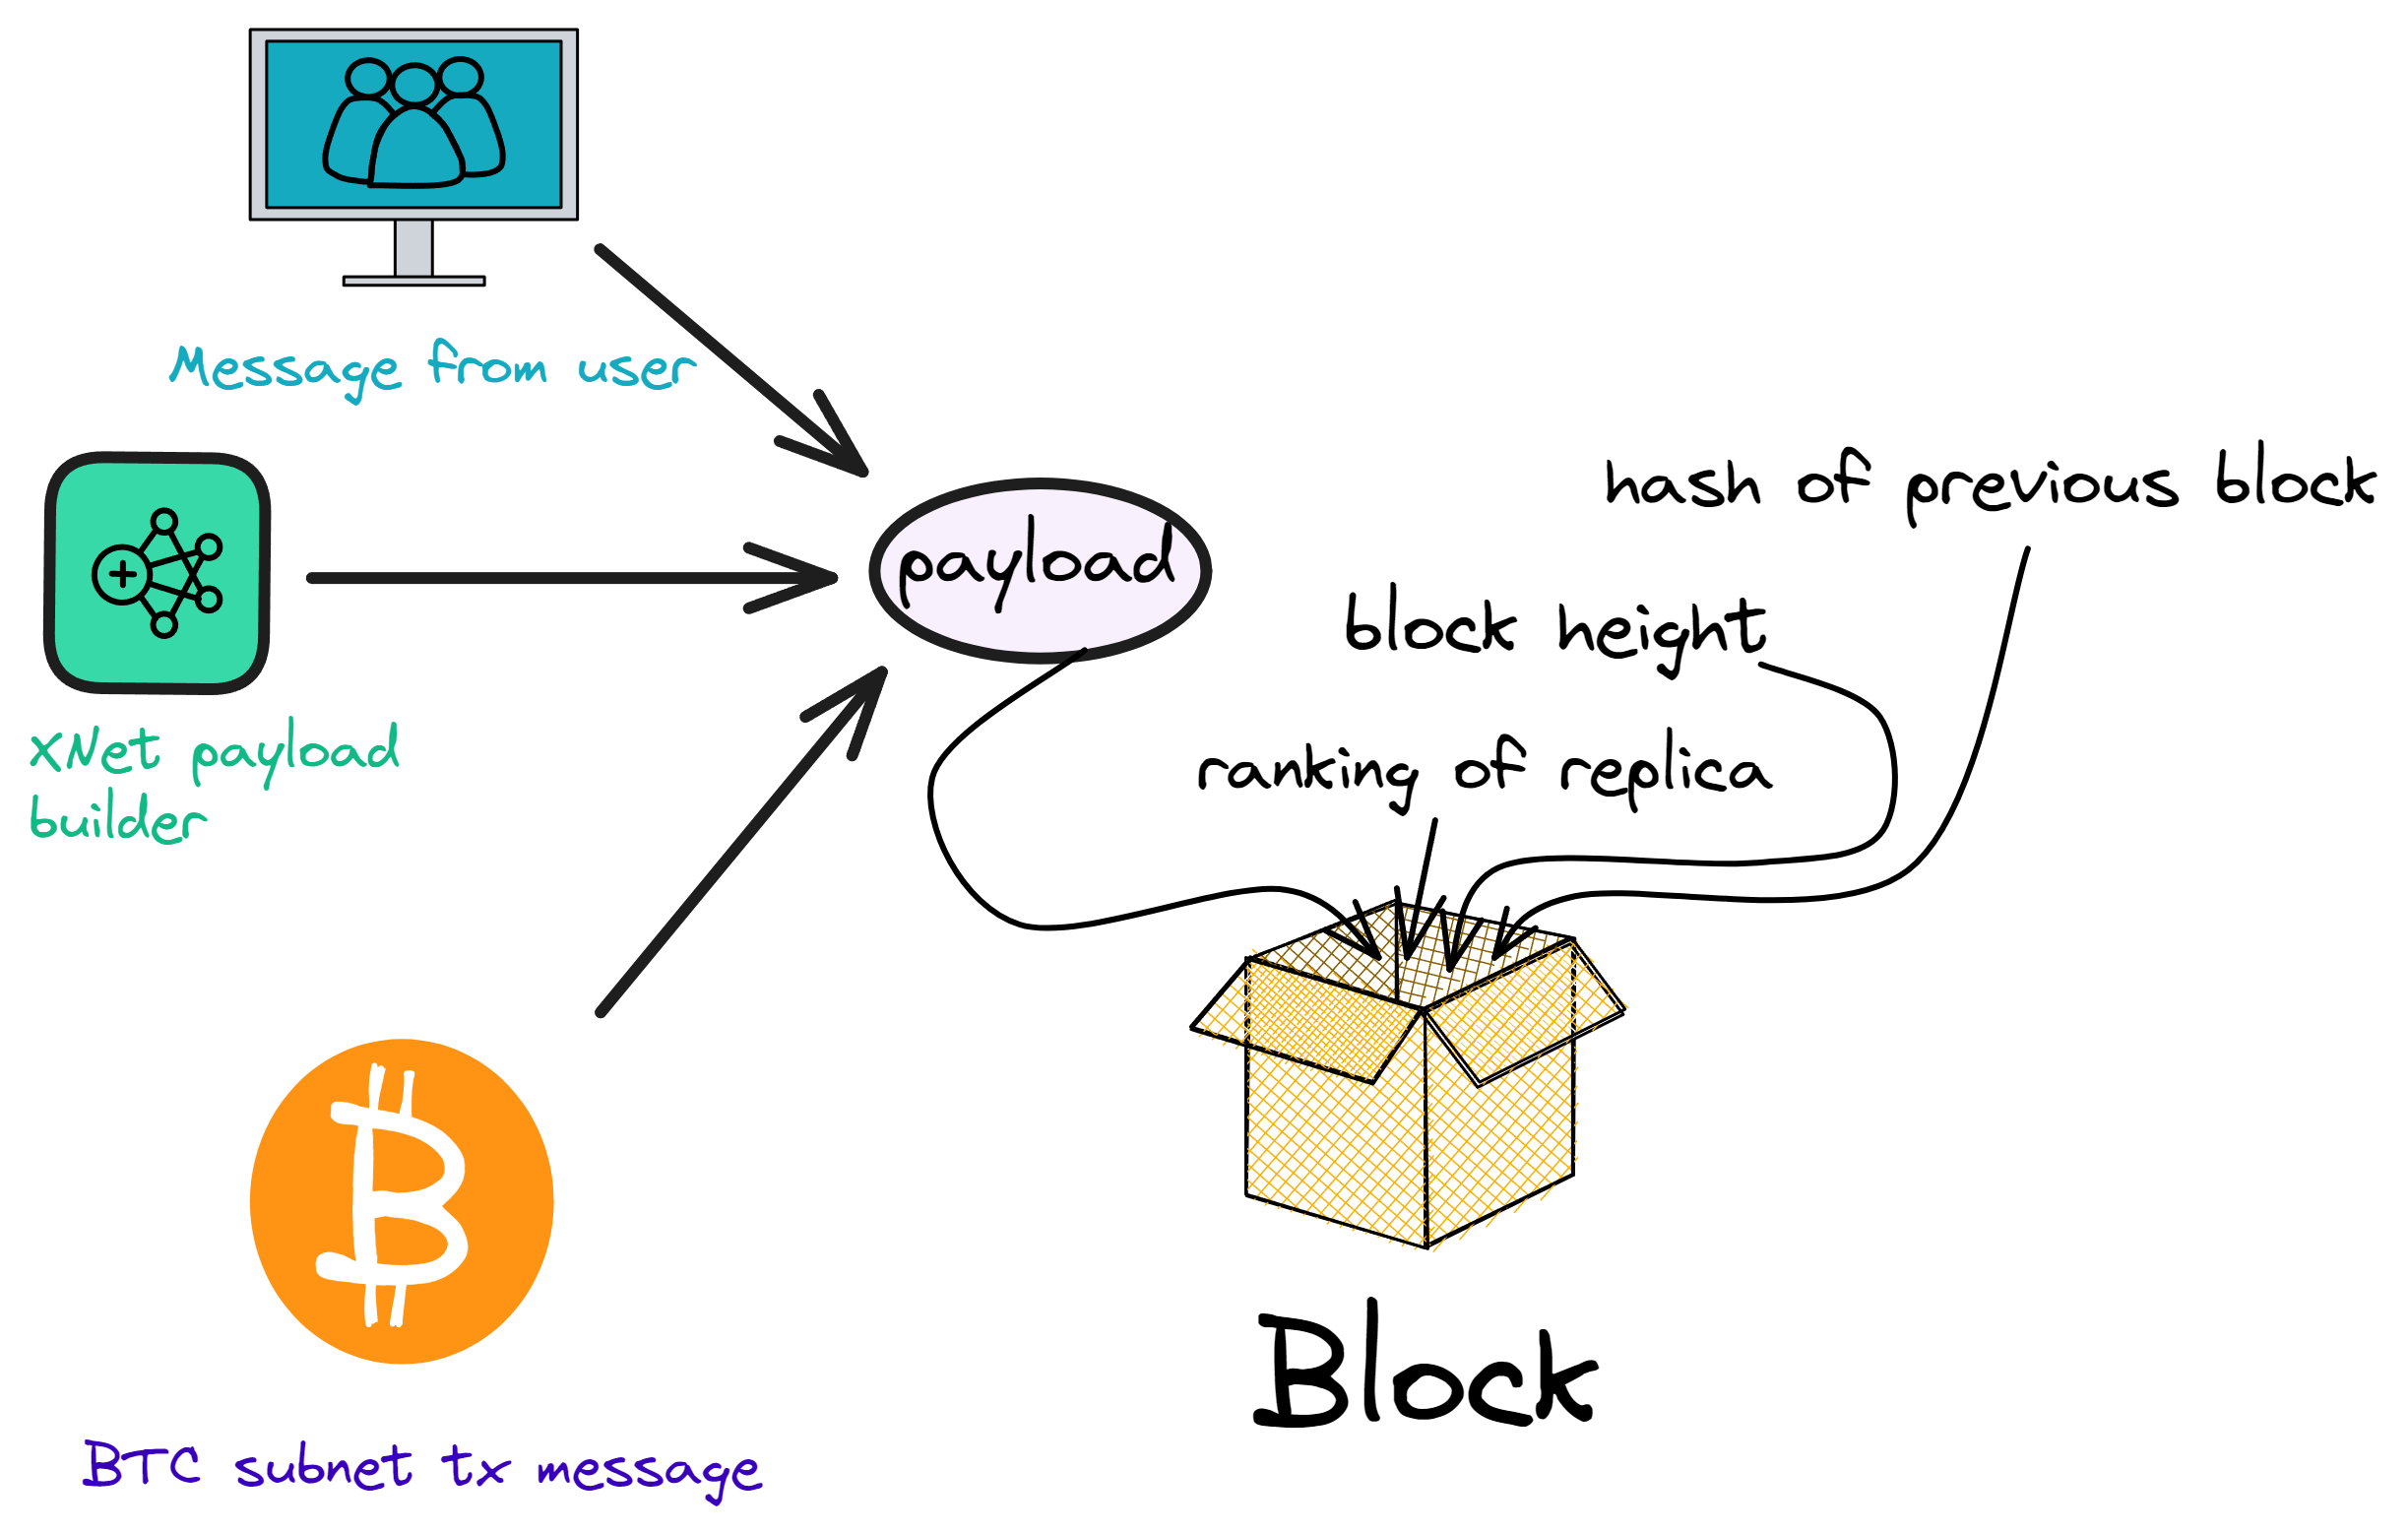 Message from user
xNet payload
builder
BTC subnet tx message
payload
hash of previous block
block height
ranking of replica
Block